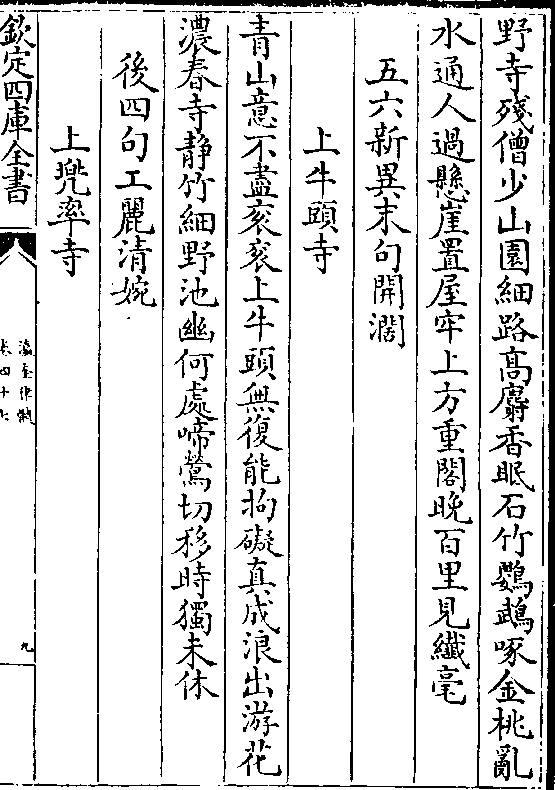 野寺殘僧少山園細路髙麝香眠石竹鸚鵡啄金桃亂
水通人過懸崖置屋牢上方重閣晚百里見纖毫
五六新異末句開濶
上牛頭寺
青山意不盡衮衮上牛頭無復能拘礙真成浪出游花
濃春寺静竹細野池幽何處啼鶯切移時獨未休
後四句工麗清婉
上兜率寺
欽定四庫全書
瀛奎律髓
卷四十七
九